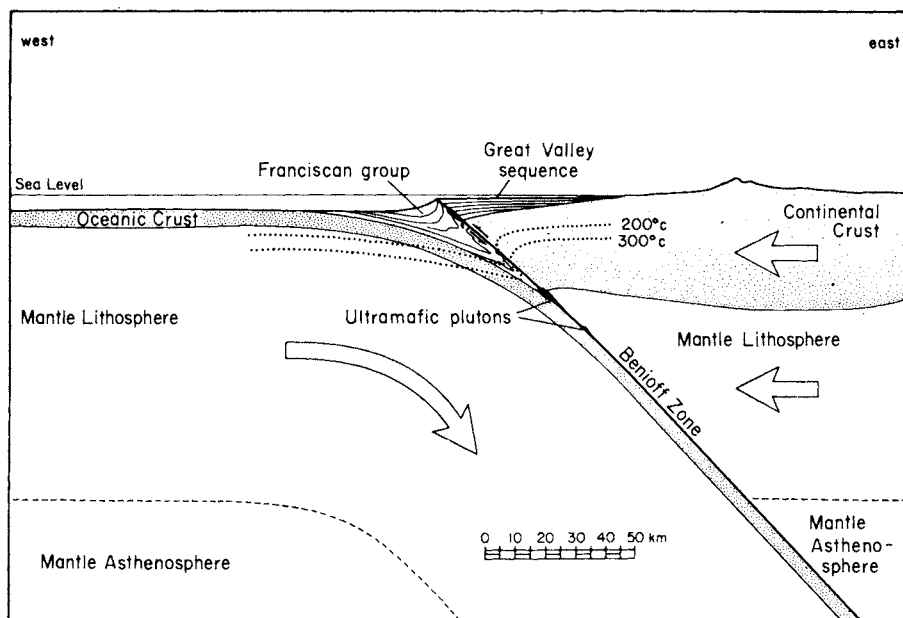 west
east
Great Valley
sequence
Franciscan group
Sea Level
Oceanic Crust
200°c
300°c
Continental
Crust
Mantle Lithosphere
Ultramafic plutons
Mantle Lithosphere
Benioff Zone
0 10 20 30 40 50 km
Mantle Asthenosphere
Mantle
Astheno-
sphere